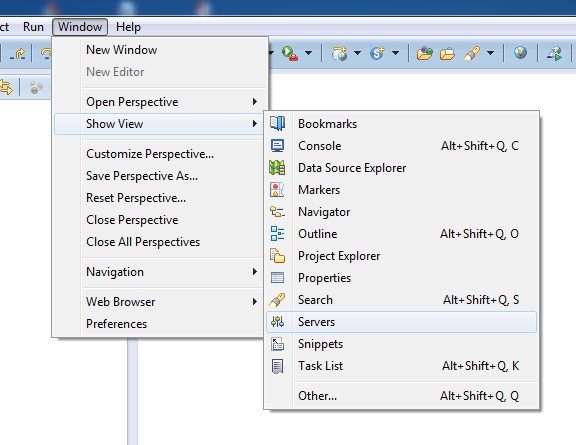 ct Run Window Help
New Window
New Editor
Open Perspective
Show View
Customize Perspective...
Save Perspective As...
Reset Perspective...
Close Perspective
Close All Perspectives
Navigation
Web Browser
Preferences
Bookmarks
Console Alt+Shift+Q, C
Data Source Explorer
Markers
Navigator
Outline Alt+Shift+Q, O
Project Explorer
Properties
Search Alt+Shift+Q, S
Servers
Snippets
Task List Alt+Shift+Q, K
Other... Alt+Shift+Q, Q